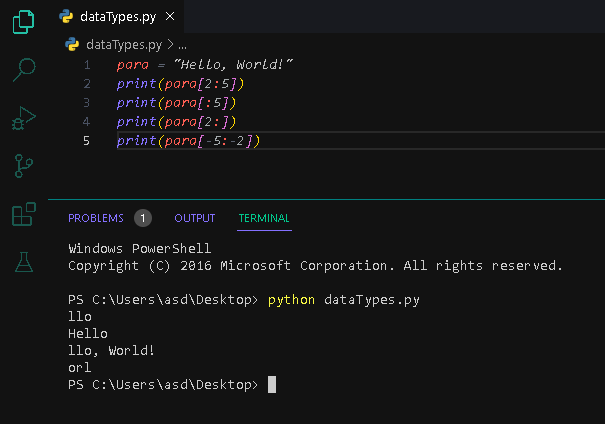 dataTypes.py ×
dataTypes.py > ...
1 para = "Hello, World!"
2 print(para[2:5])
3 print(para[:5])
4 print(para[2:])
5 print(para[-5:-2])
PROBLEMS 1 OUTPUT TERMINAL
Windows PowerShell
Copyright (C) 2016 Microsoft Corporation. All rights reserved.
PS C:\Users\asd\Desktop> python dataTypes.py
llo
Hello
llo, World!
orl
PS C:\Users\asd\Desktop>